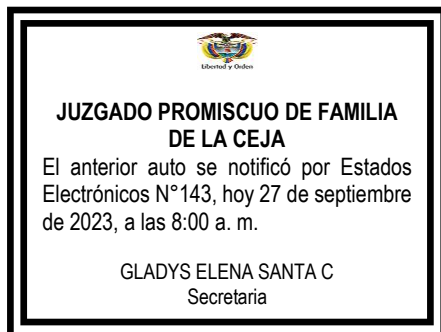 Libertad y Orden
JUZGADO PROMISCUO DE FAMILIA
DE LA CEJA
El anterior auto se notificó por Estados
Electrónicos N°143, hoy 27 de septiembre
de 2023, a las 8:00 a. m.
GLADYS ELENA SANTA C
Secretaria